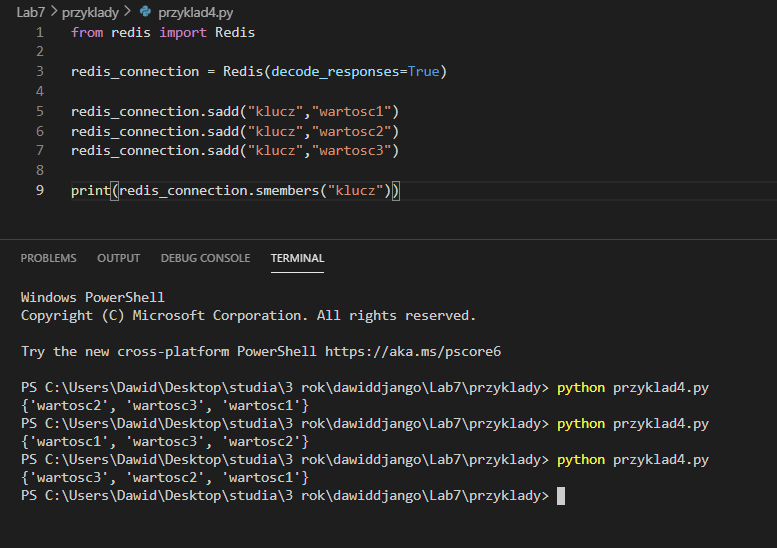 Lab7 > przyklady > przyklad4.py
1 from redis import Redis
2
3 redis_connection = Redis(decode_responses=True)
4
5 redis_connection.sadd("klucz","wartosc1")
6 redis_connection.sadd("klucz","wartosc2")
7 redis_connection.sadd("klucz","wartosc3")
8
9 print(redis_connection.smembers("klucz"))
PROBLEMS OUTPUT DEBUG CONSOLE TERMINAL
Windows PowerShell
Copyright (C) Microsoft Corporation. All rights reserved.
Try the new cross-platform PowerShell https://aka.ms/pscore6
PS C:\Users\Dawid\Desktop\studia\3 rok\dawiddjango\Lab7\przyklady> python przyklad4.py
{'wartosc2', 'wartosc3', 'wartosc1'}
PS C:\Users\Dawid\Desktop\studia\3 rok\dawiddjango\Lab7\przyklady> python przyklad4.py
{'wartosc1', 'wartosc3', 'wartosc2'}
PS C:\Users\Dawid\Desktop\studia\3 rok\dawiddjango\Lab7\przyklady> python przyklad4.py
{'wartosc3', 'wartosc2', 'wartosc1'}
PS C:\Users\Dawid\Desktop\studia\3 rok\dawiddjango\Lab7\przyklady>